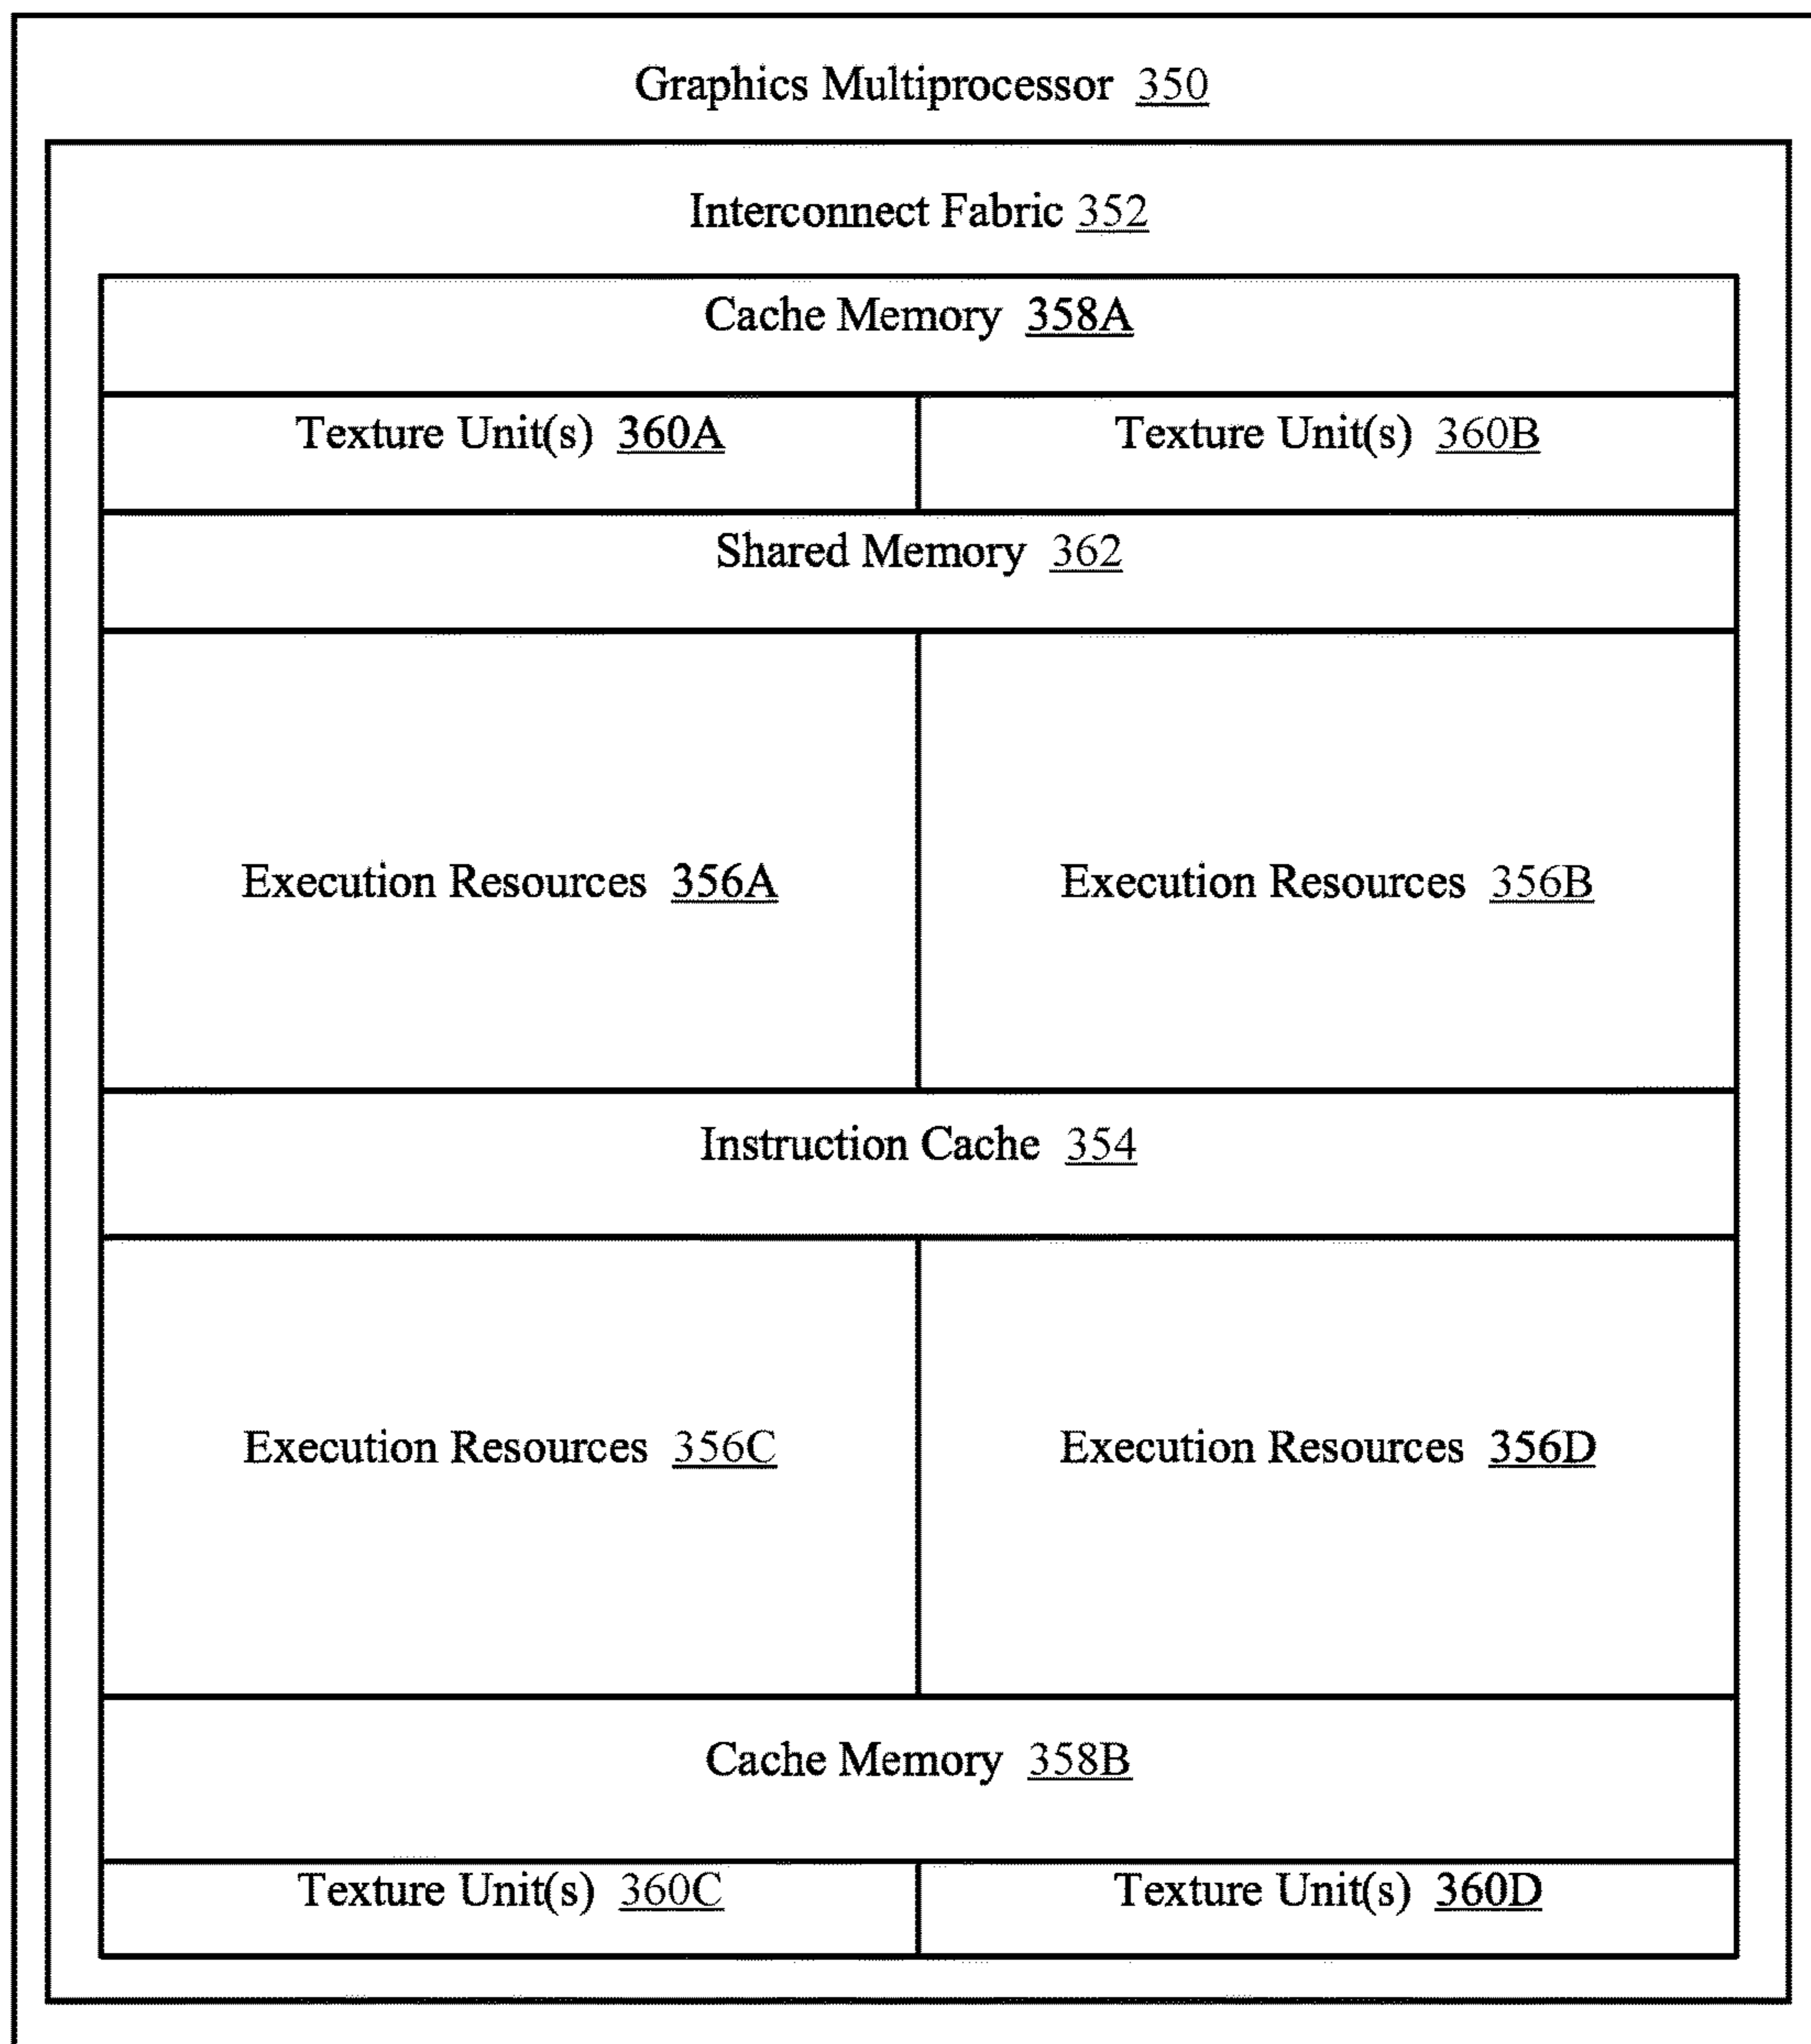 Graphics Multiprocessor 350
Interconnect Fabric 352
Cache Memory 358A
Texture Unit(s) 360A
Texture Unit(s) 360B
Shared Memory 362
Execution Resources 356A
Execution Resources 356B
Instruction Cache 354
Execution Resources 356C
Execution Resources 356D
Cache Memory 358B
Texture Unit(s) 360C
Texture Unit(s) 360D